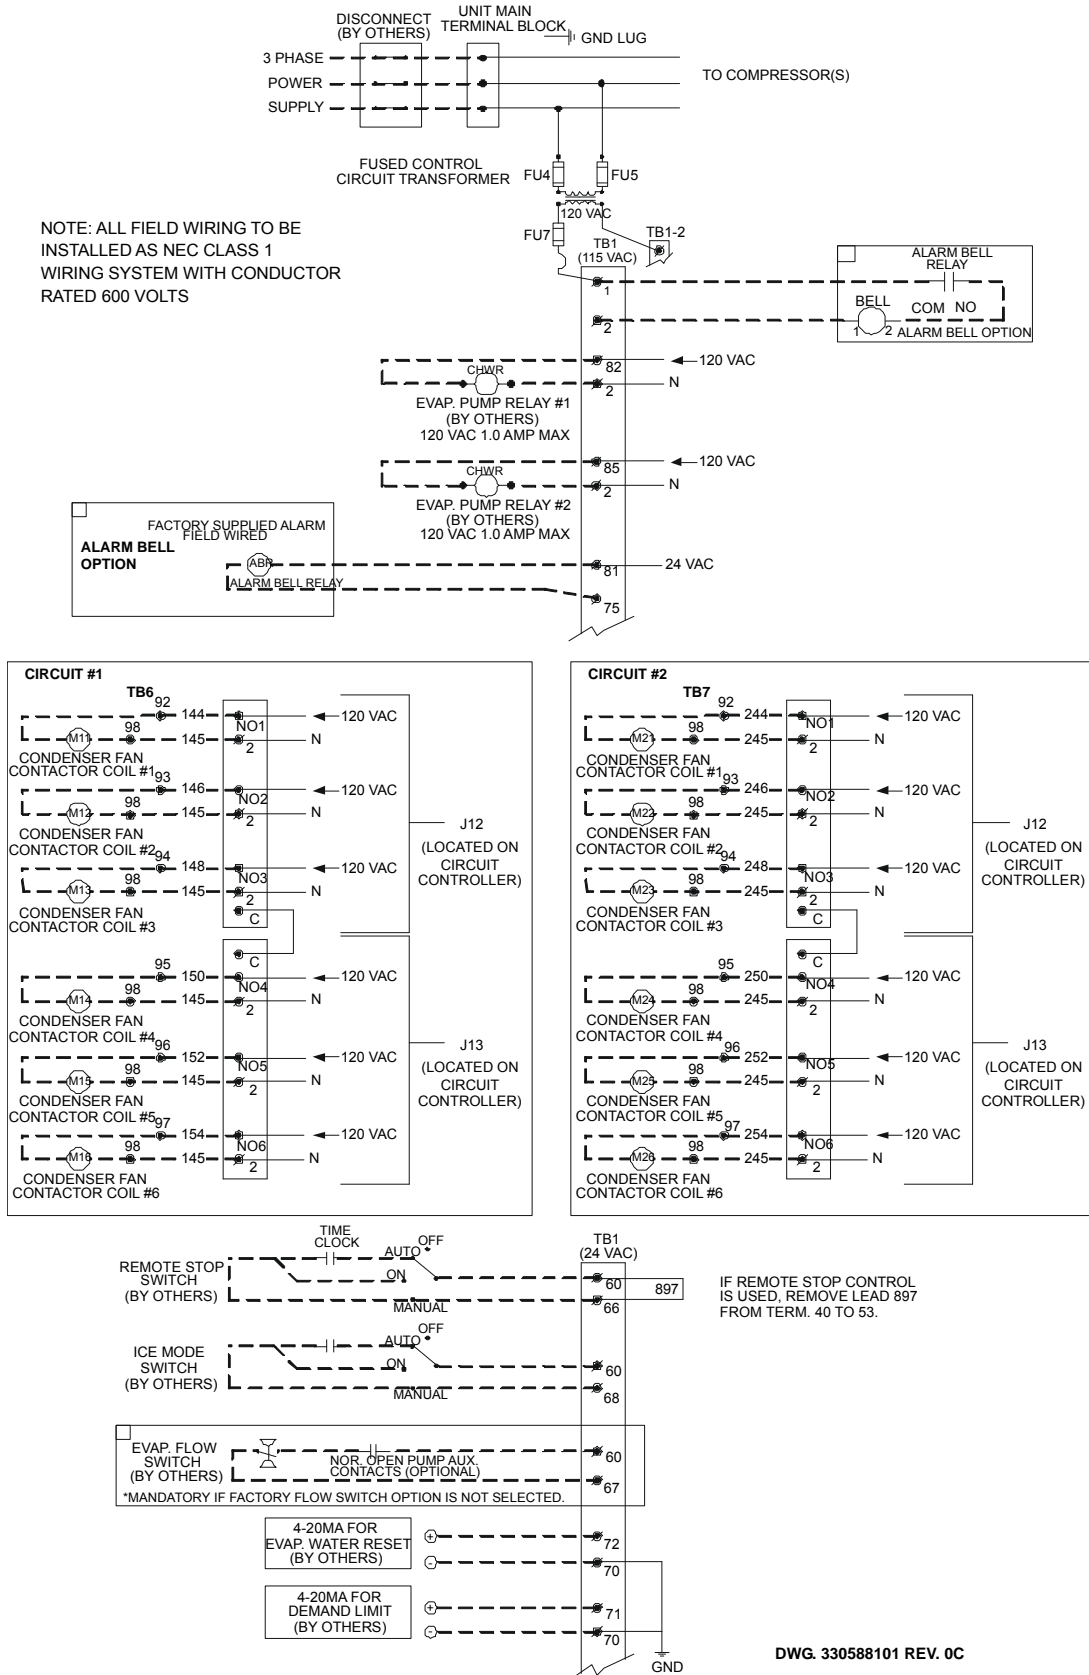 DISCONNECT
(BY OTHERS)
UNIT MAIN
TERMINAL BLOCK
GND LUG
3 PHASE
POWER
SUPPLY
TO COMPRESSOR(S)
FUSED CONTROL
CIRCUIT TRANSFORMER
FU4
FU5
120 VAC
FU7
TB1-2
NOTE: ALL FIELD WIRING TO BE
INSTALLED AS NEC CLASS 1
WIRING SYSTEM WITH CONDUCTOR
RATED 600 VOLTS
TB1
(115 VAC)
1
2
ALARM BELL
RELAY
BELL
COM NO
1 2
ALARM BELL OPTION
82
120 VAC
CHWR
2
N
EVAP. PUMP RELAY #1
(BY OTHERS)
120 VAC 1.0 AMP MAX
85
120 VAC
CHWR
2
N
EVAP. PUMP RELAY #2
(BY OTHERS)
120 VAC 1.0 AMP MAX
FACTORY SUPPLIED ALARM
FIELD WIRED
ALARM BELL
OPTION
ABR
ALARM BELL RELAY
81
24 VAC
75
CIRCUIT #1
TB6
92
144
NO1
120 VAC
M11
98
145
2
N
CONDENSER FAN
CONTACTOR COIL #1
93
146
NO2
120 VAC
M12
98
145
2
N
CONDENSER FAN
CONTACTOR COIL #2
94
148
NO3
120 VAC
M13
98
145
2
N
CONDENSER FAN
CONTACTOR COIL #3
C
J12
(LOCATED ON
CIRCUIT
CONTROLLER)
C
95
150
NO4
120 VAC
M14
98
145
2
N
CONDENSER FAN
CONTACTOR COIL #4
96
152
NO5
120 VAC
M15
98
145
2
N
CONDENSER FAN
CONTACTOR COIL #5
97
154
NO6
120 VAC
M16
98
145
2
N
CONDENSER FAN
CONTACTOR COIL #6
J13
(LOCATED ON
CIRCUIT
CONTROLLER)
CIRCUIT #2
TB7
92
244
NO1
120 VAC
M21
98
245
2
N
CONDENSER FAN
CONTACTOR COIL #1
93
246
NO2
120 VAC
M22
98
245
2
N
CONDENSER FAN
CONTACTOR COIL #2
94
248
NO3
120 VAC
M23
98
245
2
N
CONDENSER FAN
CONTACTOR COIL #3
C
J12
(LOCATED ON
CIRCUIT
CONTROLLER)
C
95
250
NO4
120 VAC
M24
98
245
2
N
CONDENSER FAN
CONTACTOR COIL #4
96
252
NO5
120 VAC
M25
98
245
2
N
CONDENSER FAN
CONTACTOR COIL #5
97
254
NO6
120 VAC
M26
98
245
2
N
CONDENSER FAN
CONTACTOR COIL #6
J13
(LOCATED ON
CIRCUIT
CONTROLLER)
REMOTE STOP
SWITCH
(BY OTHERS)
TIME
CLOCK
OFF
AUTO
ON
MANUAL
TB1
(24 VAC)
60
897
66
IF REMOTE STOP CONTROL
IS USED, REMOVE LEAD 897
FROM TERM. 40 TO 53.
ICE MODE
SWITCH
(BY OTHERS)
OFF
AUTO
ON
MANUAL
60
68
EVAP. FLOW
SWITCH
(BY OTHERS)
NOR. OPEN PUMP AUX.
CONTACTS (OPTIONAL)
60
67
*MANDATORY IF FACTORY FLOW SWITCH OPTION IS NOT SELECTED.
4-20MA FOR
EVAP. WATER RESET
(BY OTHERS)
+
-
72
70
4-20MA FOR
DEMAND LIMIT
(BY OTHERS)
+
-
71
70
GND
DWG. 330588101 REV. 0C